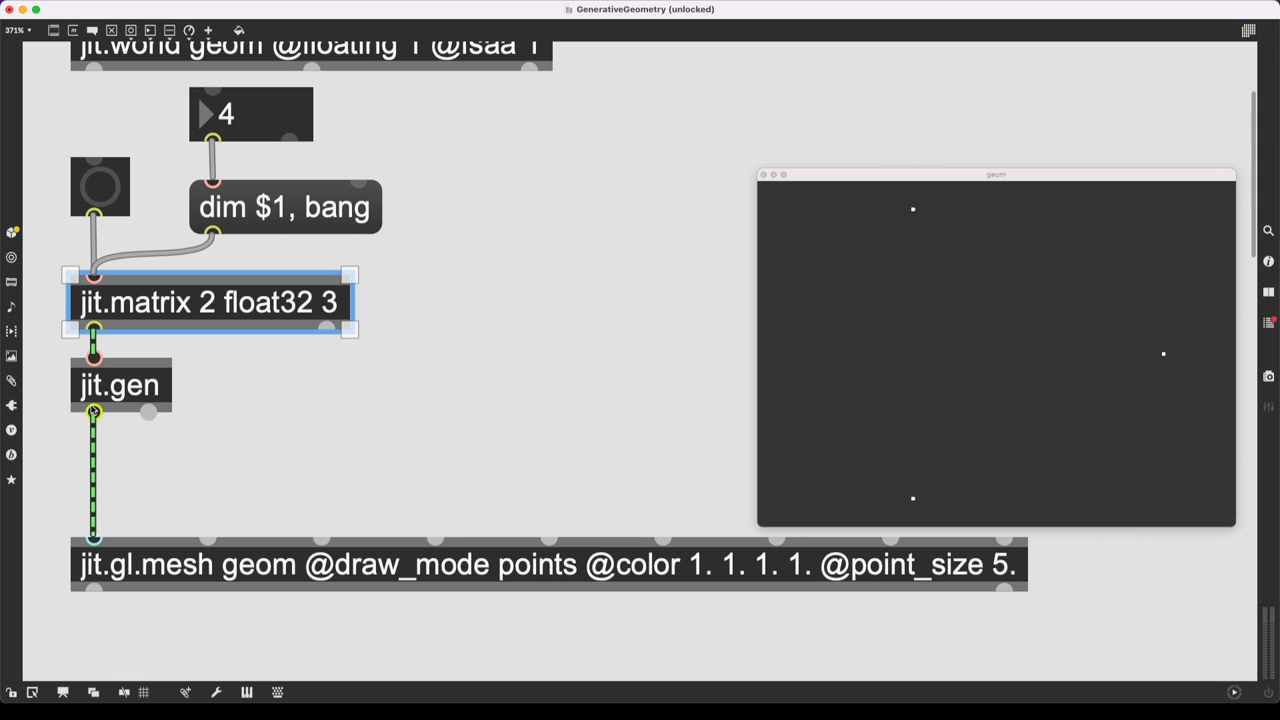 GenerativeGeometry (unlocked)
371%
jit.world geom @floating 1 @fsaa 1
4
dim $1, bang
jit.matrix 2 float32 3
jit.gen
geom
jit.gl.mesh geom @draw_mode points @color 1. 1. 1. 1. @point_size 5.